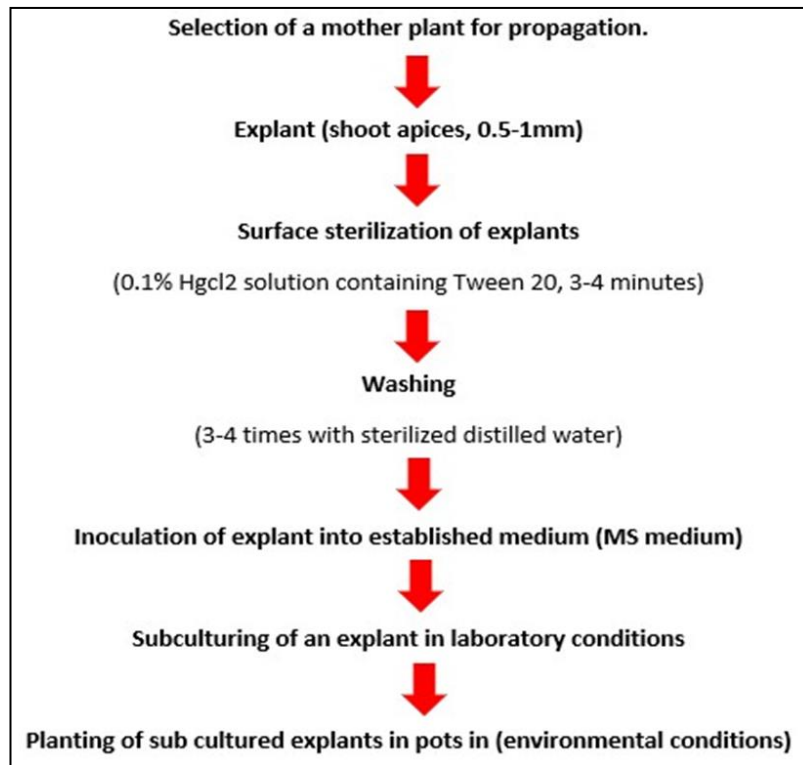 Selection of a mother plant for propagation.
Explant (shoot apices, 0.5-1mm)
Surface sterilization of explants
(0.1% Hgcl2 solution containing Tween 20, 3-4 minutes)
Washing
(3-4 times with sterilized distilled water)
Inoculation of explant into established medium (MS medium)
Subculturing of an explant in laboratory conditions
Planting of sub cultured explants in pots in (environmental conditions)